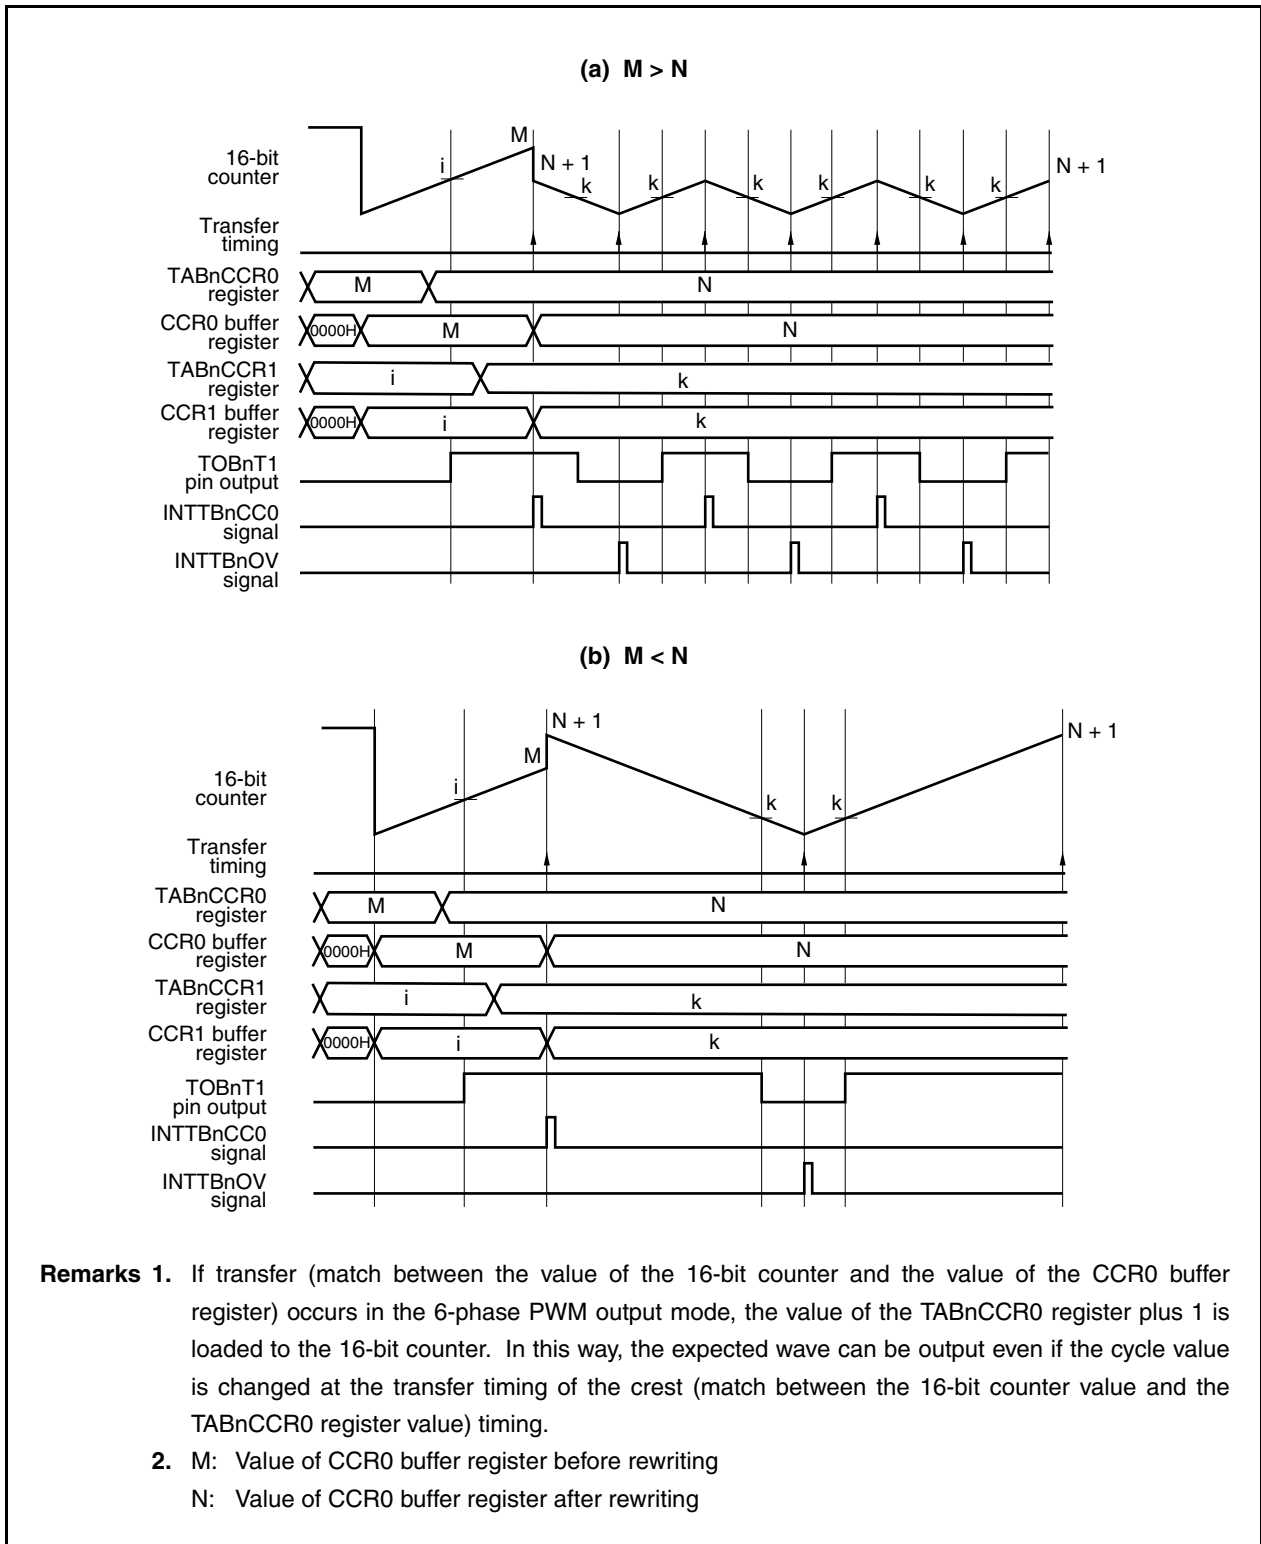 (a) M > N
M
i
N + 1
k
k
k
k
k
k
N + 1
16-bit
counter
Transfer
timing
TABnCCR0
register
M
N
CCR0 buffer
register
0000H
M
N
TABnCCR1
register
i
k
CCR1 buffer
register
0000H
i
k
TOBnT1
pin output
INTTBnCC0
signal
INTTBnOV
signal
(b) M < N
N + 1
N + 1
M
i
k
k
16-bit
counter
Transfer
timing
TABnCCR0
register
M
N
CCR0 buffer
register
0000H
M
N
TABnCCR1
register
i
k
CCR1 buffer
register
0000H
i
k
TOBnT1
pin output
INTTBnCC0
signal
INTTBnOV
signal
Remarks 1. If transfer (match between the value of the 16-bit counter and the value of the CCR0 buffer
register) occurs in the 6-phase PWM output mode, the value of the TABnCCR0 register plus 1 is
loaded to the 16-bit counter. In this way, the expected wave can be output even if the cycle value
is changed at the transfer timing of the crest (match between the 16-bit counter value and the
TABnCCR0 register value) timing.
2. M: Value of CCR0 buffer register before rewriting
N: Value of CCR0 buffer register after rewriting